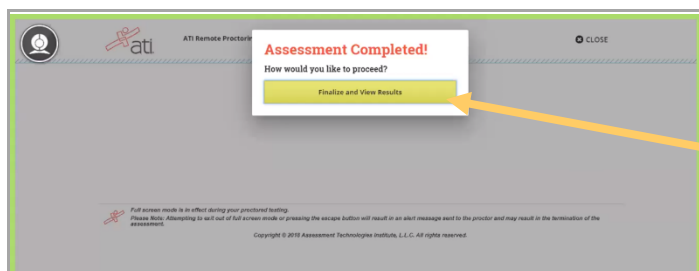 ati
ATI Remote Proctorin
CLOSE
Assessment Completed!
How would you like to proceed?
Finalize and View Results
Full screen mode is in effect during your proctored testing.
Please Note: Attempting to exit out of full screen mode or pressing the escape button will result in an alert message sent to the proctor and may result in the termination of the
assessment.
Copyright © 2015 Assessment Technologies Institute, L.L.C. All rights reserved.